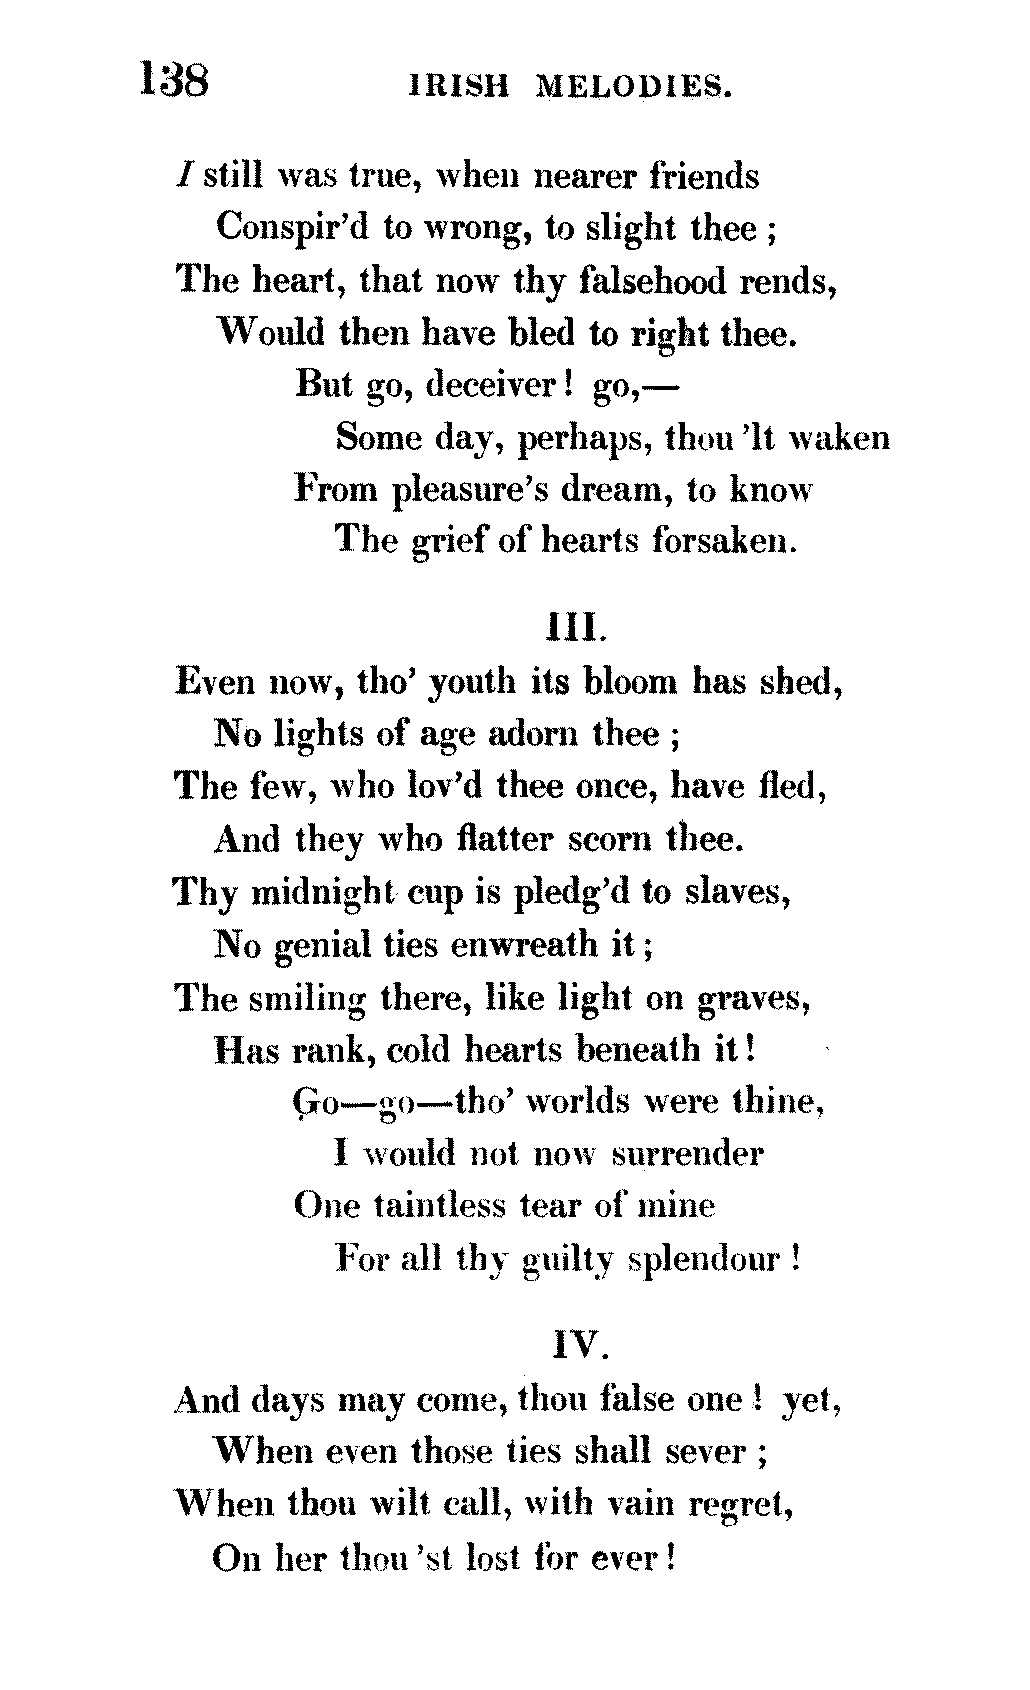 138 IRISH MELODIES.
I still was true, when nearer friends
Conspir'd to wrong, to slight thee ;
The heart, that now thy falsehood rends,
Would then have bled to right thee.
But go, deceiver! go,—
Some day, perhaps, thou 'lt waken
From pleasure's dream, to know
The grief of hearts forsaken.
III.
Even now, tho' youth its bloom has shed,
No lights of age adorn thee ;
The few, who lov'd thee once, have fled,
And they who flatter scorn thee.
Thy midnight cup is pledg'd to slaves,
No genial ties enwreath it ;
The smiling there, like light on graves,
Has rank, cold hearts beneath it!
Go—go—tho' worlds were thine,
I would not now surrender
One taintless tear of mine
For all thy guilty splendour !
IV.
And days may come, thou false one ! yet,
When even those ties shall sever ;
When thou wilt call, with vain regret,
On her thou 'st lost for ever!